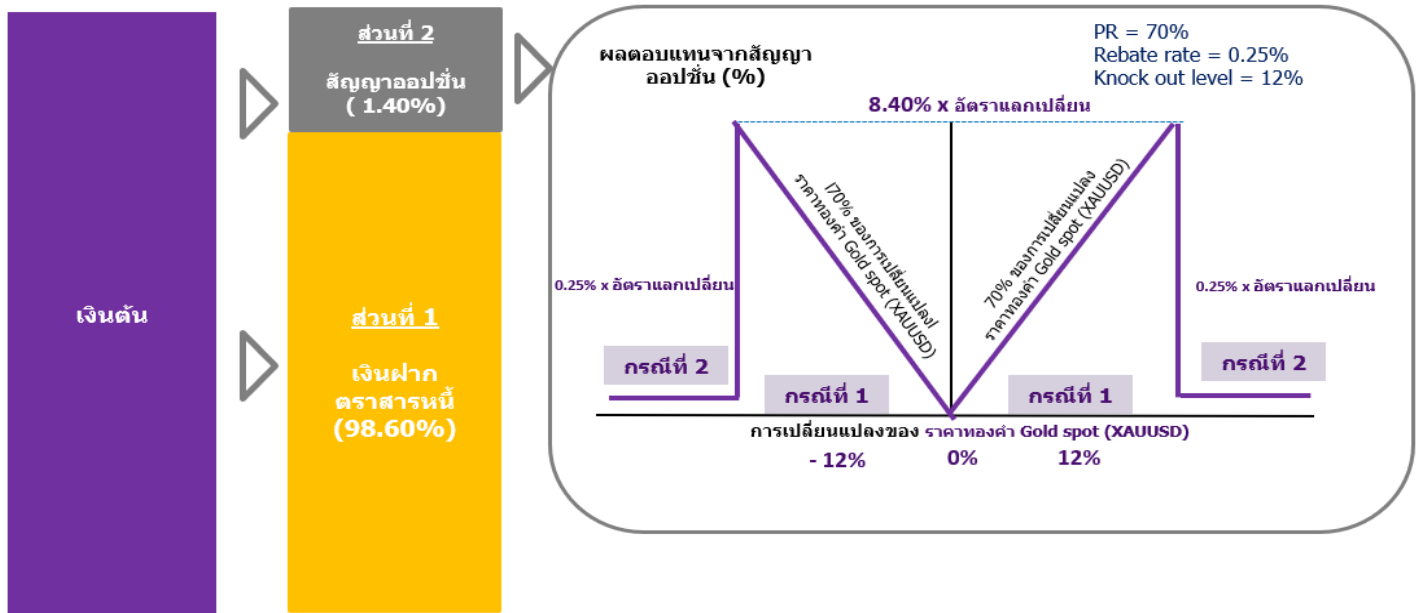 เงินต้น
ส่วนที่ 2
สัญญาออปชั่น
( 1.40%)
ส่วนที่ 1
เงินฝาก
ตราสารหนี้
(98.60%)
ผลตอบแทนจากสัญญา
ออปชั่น (%)
PR = 70%
Rebate rate = 0.25%
Knock out level = 12%
8.40% x อัตราแลกเปลี่ยน
|70% ของการเปลี่ยนแปลง|
ราคาทองคำ Gold spot (XAUUSD)
70% ของการเปลี่ยนแปลง
ราคาทองคำ Gold spot (XAUUSD)
0.25% x อัตราแลกเปลี่ยน
0.25% x อัตราแลกเปลี่ยน
กรณีที่ 2
กรณีที่ 1
กรณีที่ 1
กรณีที่ 2
การเปลี่ยนแปลงของ ราคาทองคำ Gold spot (XAUUSD)
- 12%
0%
12%